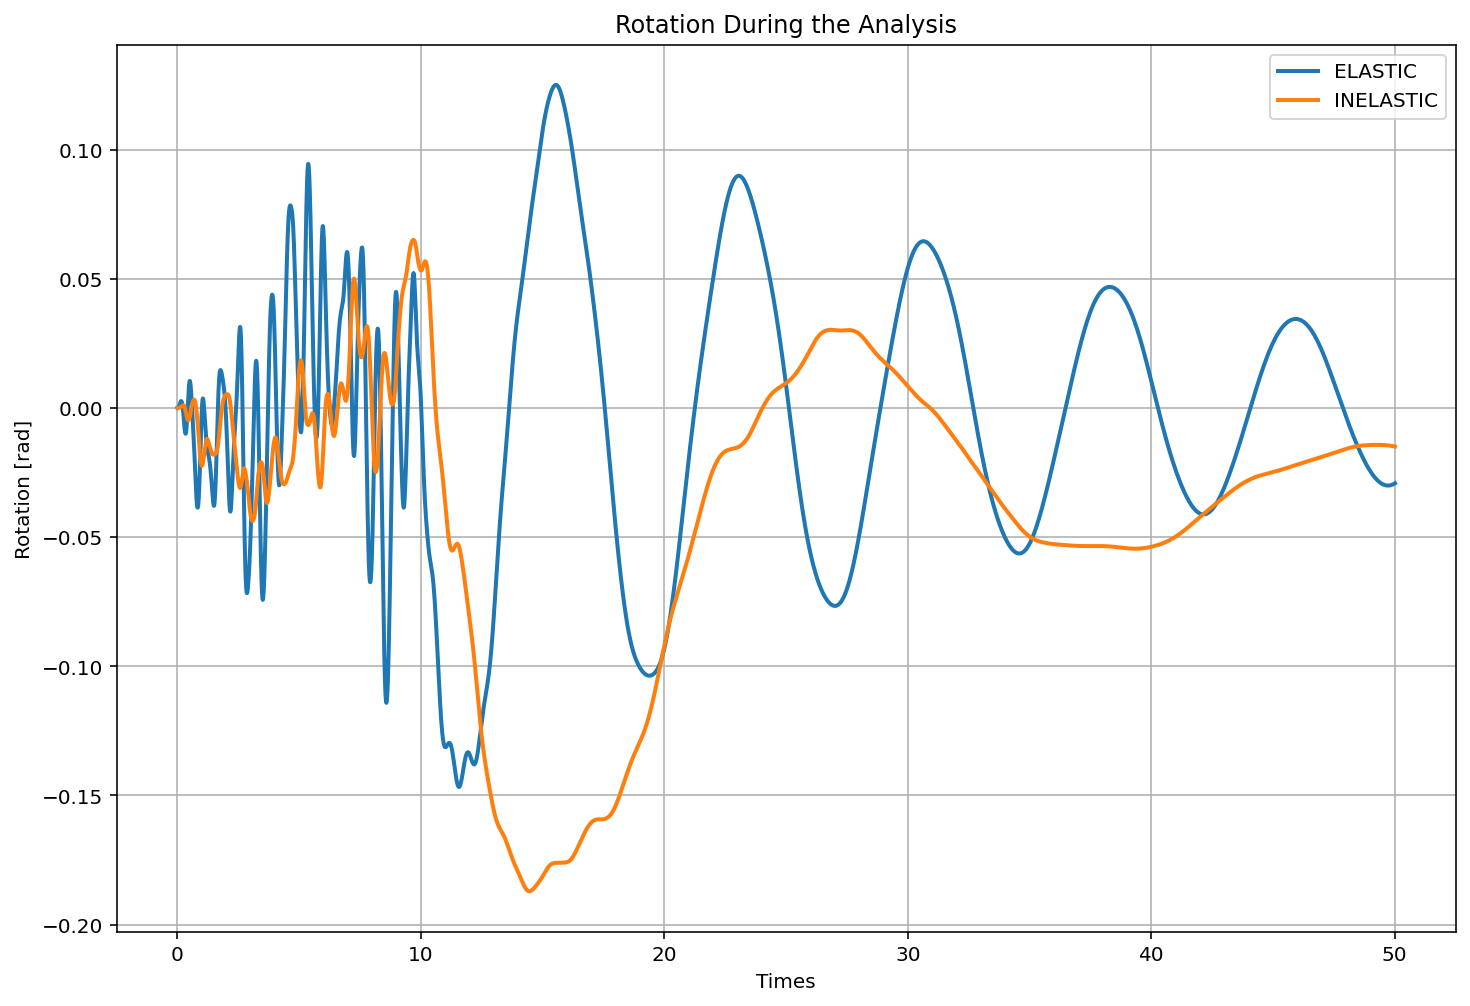 Rotation During the Analysis
ELASTIC
INELASTIC
0.10
0.05
0.00
−0.05
−0.10
−0.15
−0.20
Rotation [rad]
0 10 20 30 40 50
Times